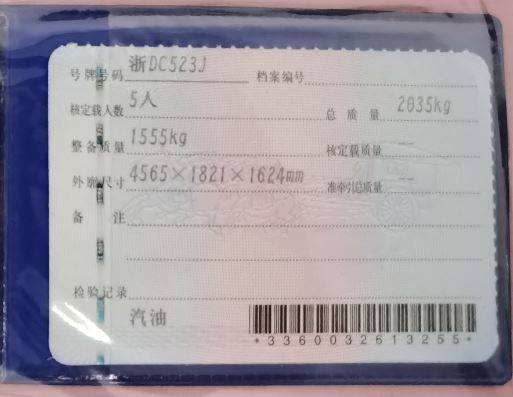 号牌号码 浙DC523J 档案编号
核定载人数 5人 总质量 2035kg
整备质量 1555kg 核定载质量 --
外廓尺寸 4565×1821×1624mm 准牵引总质量 --
备注
检验记录
汽油
*3360032613255*